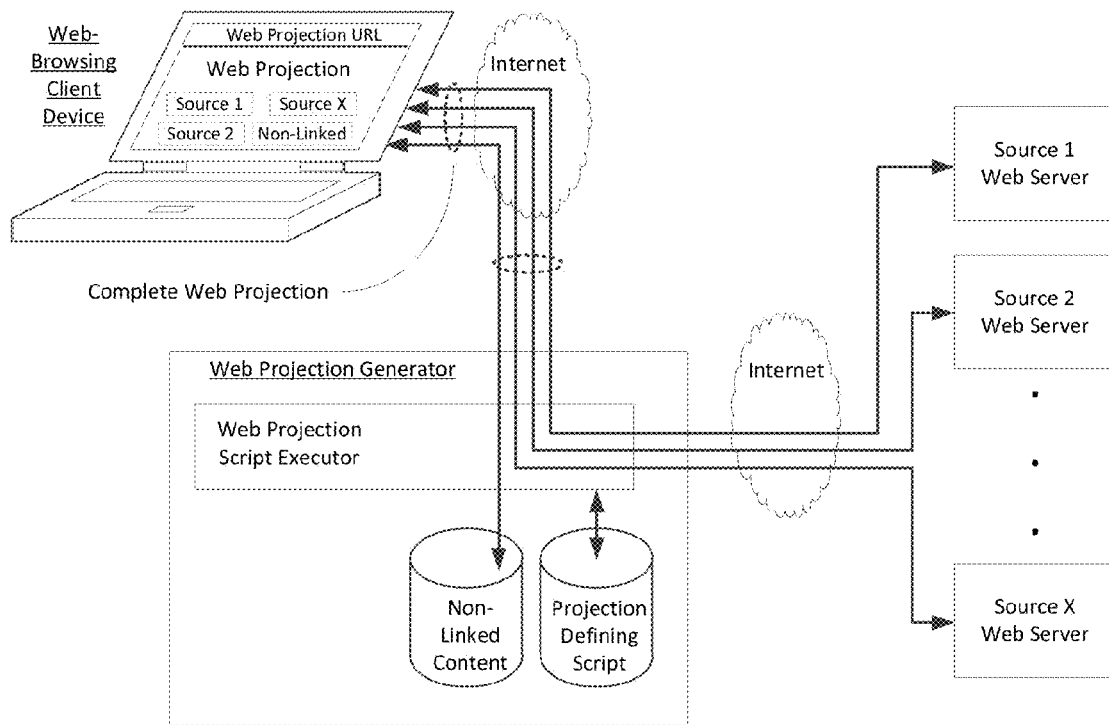 Web-
Browsing
Client
Device
Web Projection URL
Web Projection
Source 1
Source X
Source 2
Non-Linked
Internet
Complete Web Projection
Source 1
Web Server
Source 2
Web Server
Internet
Web Projection Generator
Web Projection
Script Executor
Non-
Linked
Content
Projection
Defining
Script
Source X
Web Server